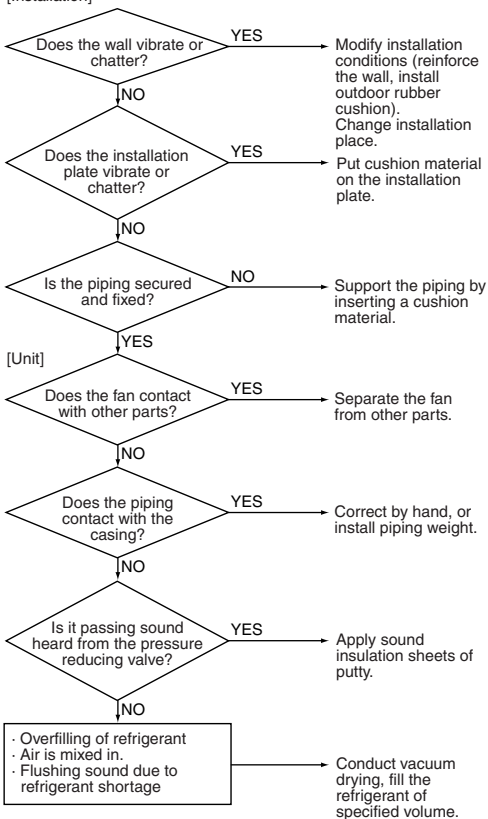 [Installation]
Does the wall vibrate or
chatter?
YES
Modify installation
conditions (reinforce
the wall, install
outdoor rubber
cushion).
Change installation
place.
NO
Does the installation
plate vibrate or
chatter?
YES
Put cushion material
on the installation
plate.
NO
Is the piping secured
and fixed?
NO
Support the piping by
inserting a cushion
material.
YES
[Unit]
Does the fan contact
with other parts?
YES
Separate the fan
from other parts.
NO
Does the piping
contact with the
casing?
YES
Correct by hand, or
install piping weight.
NO
Is it passing sound
heard from the pressure
reducing valve?
YES
Apply sound
insulation sheets of
putty.
NO
· Overfilling of refrigerant
· Air is mixed in.
· Flushing sound due to
refrigerant shortage
Conduct vacuum
drying, fill the
refrigerant of
specified volume.